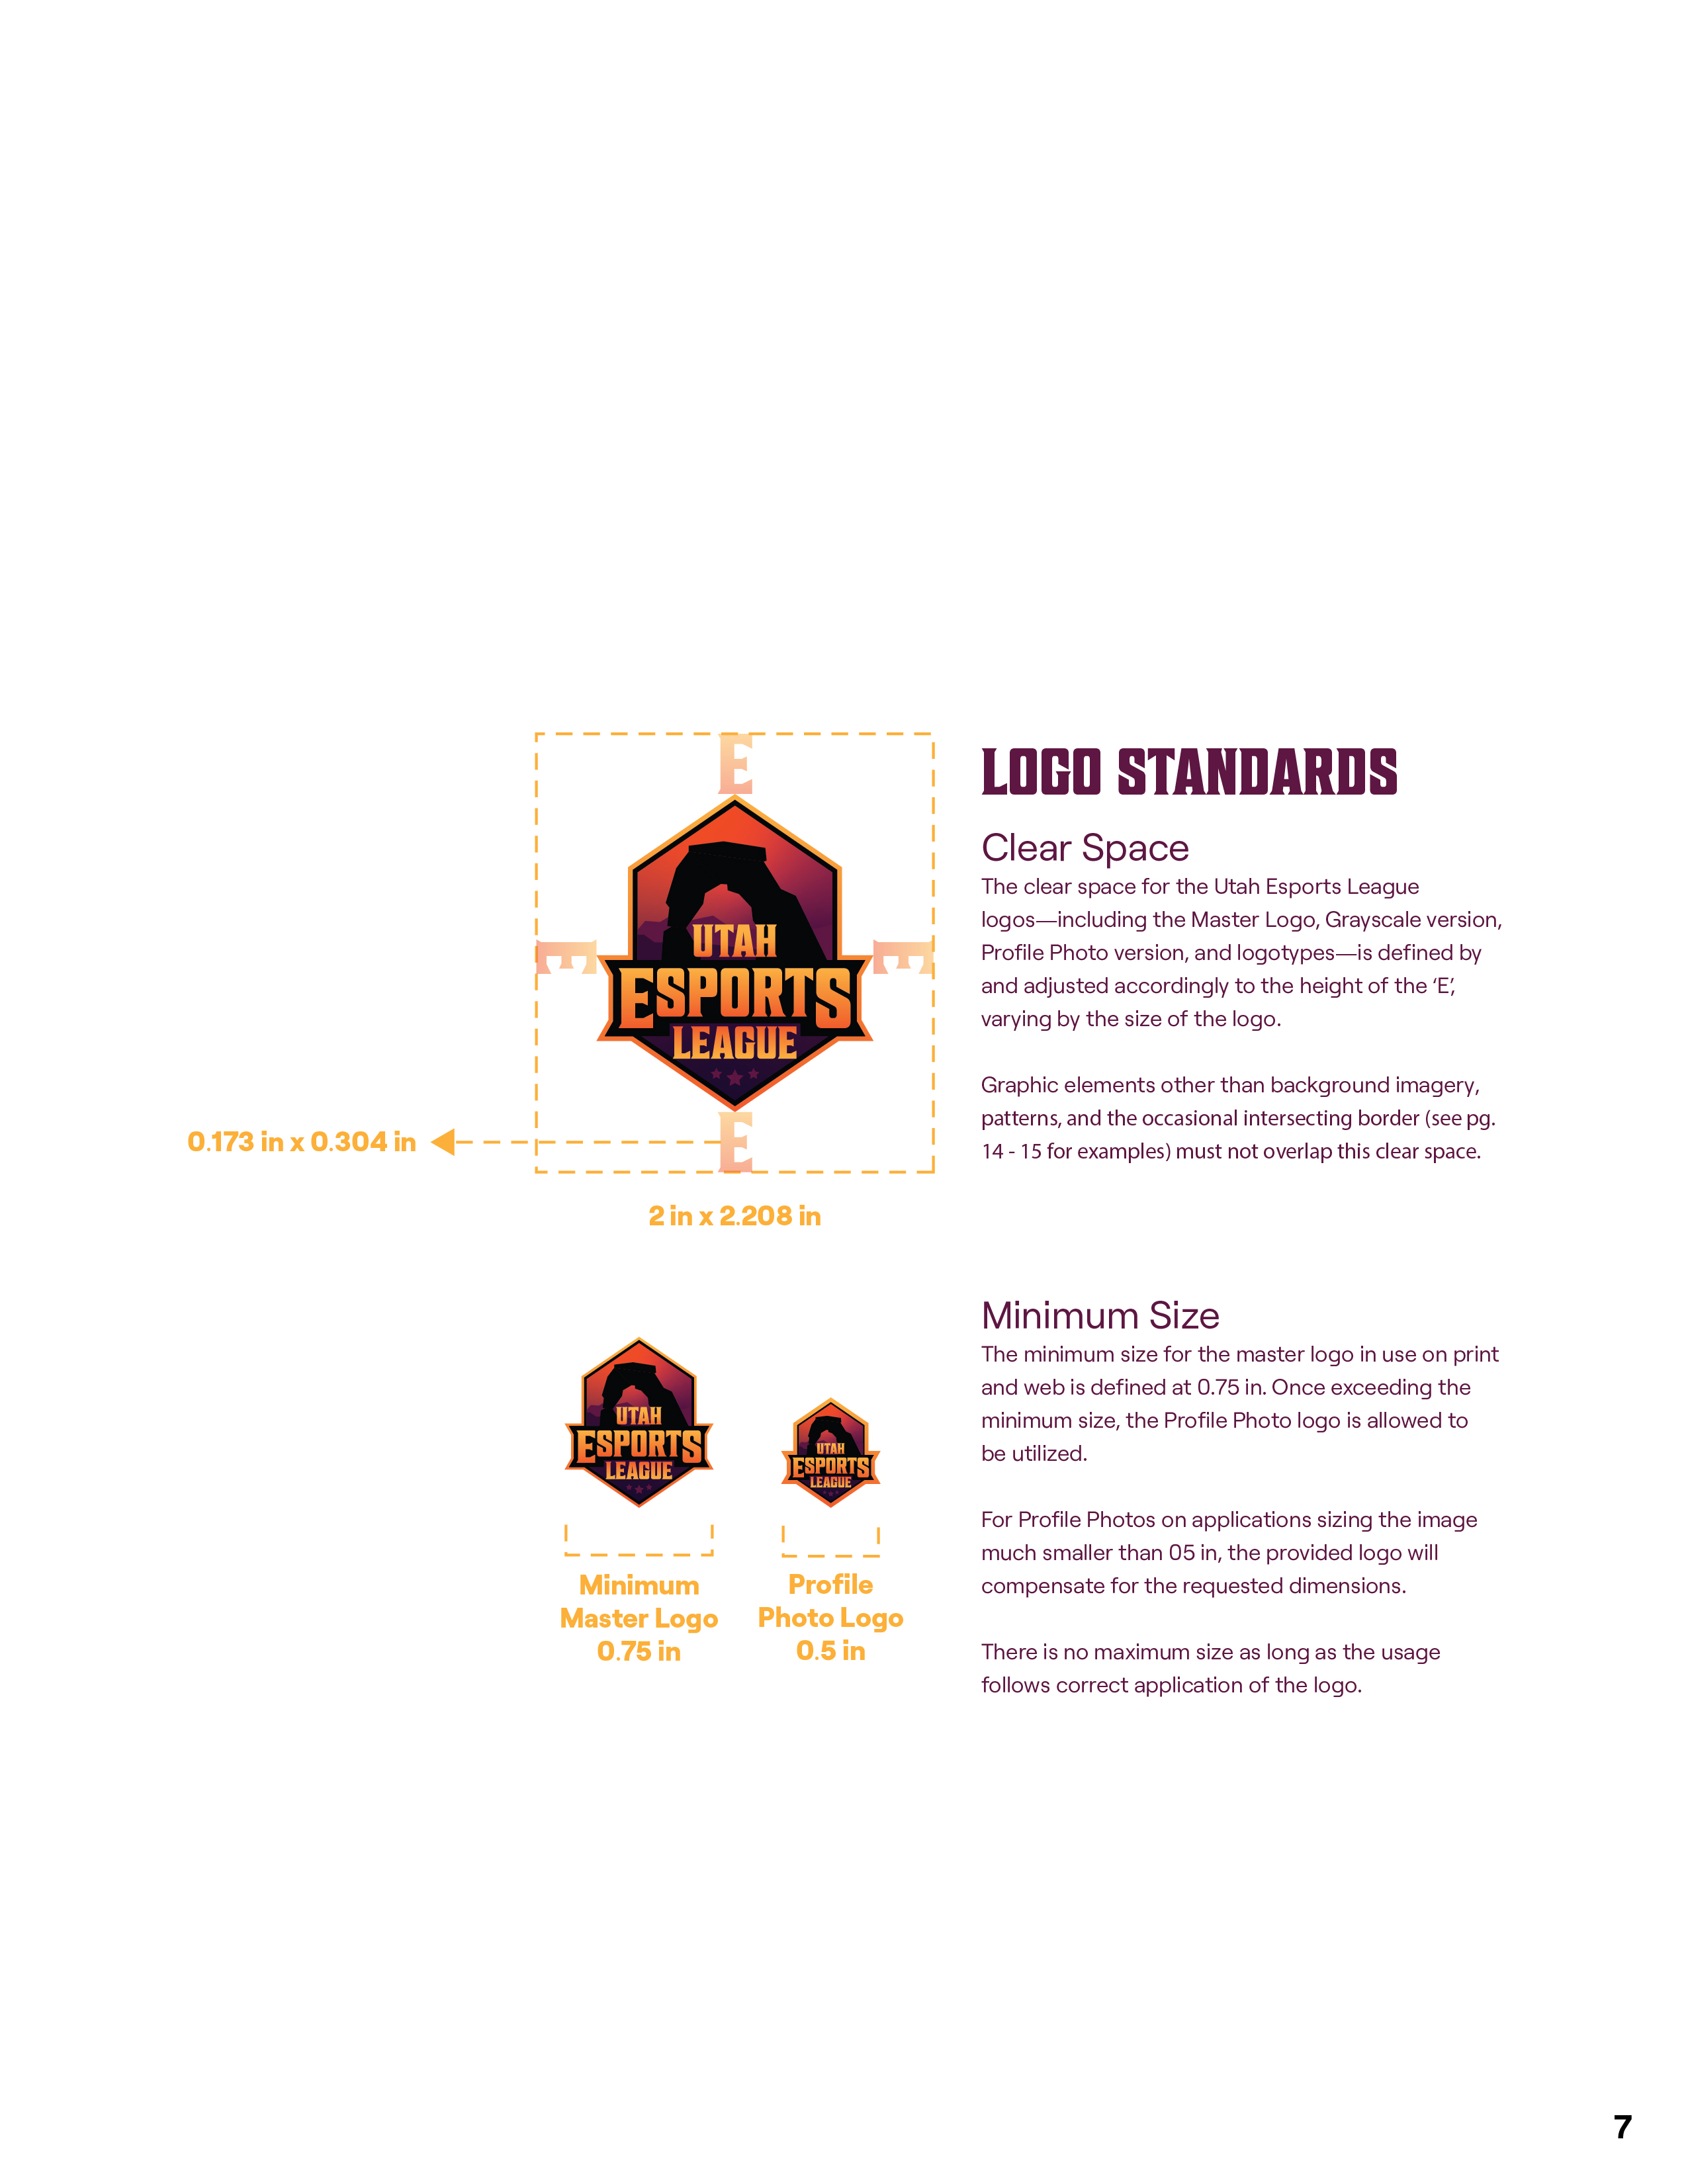 E
UTAH
ESPORTS
LEAGUE
E
E
E
0.173 in x 0.304 in
2 in x 2.208 in
LOGO STANDARDS
Clear Space
The clear space for the Utah Esports League
logos—including the Master Logo, Grayscale version,
Profile Photo version, and logotypes—is defined by
and adjusted accordingly to the height of the ‘E’,
varying by the size of the logo.
Graphic elements other than background imagery,
patterns, and the occasional intersecting border (see pg.
14 - 15 for examples) must not overlap this clear space.
UTAH
ESPORTS
LEAGUE
Minimum
Master Logo
0.75 in
UTAH
ESPORTS
LEAGUE
Profile
Photo Logo
0.5 in
Minimum Size
The minimum size for the master logo in use on print
and web is defined at 0.75 in. Once exceeding the
minimum size, the Profile Photo logo is allowed to
be utilized.
For Profile Photos on applications sizing the image
much smaller than 05 in, the provided logo will
compensate for the requested dimensions.
There is no maximum size as long as the usage
follows correct application of the logo.
7